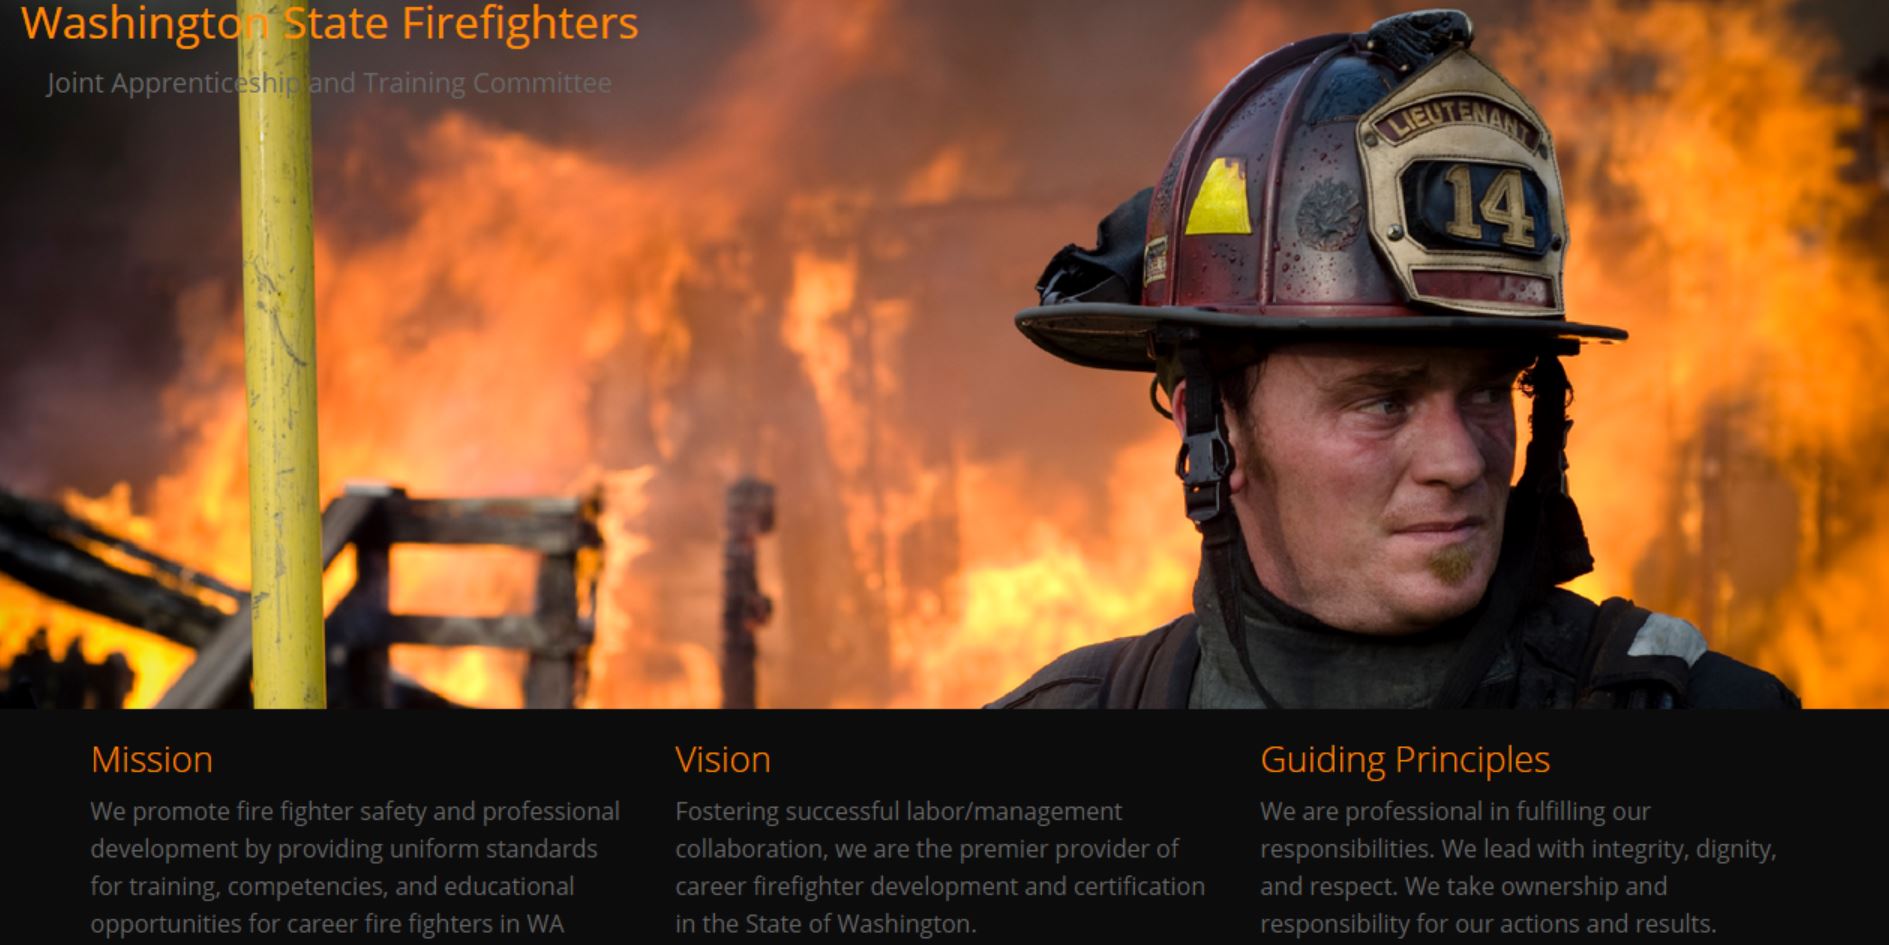 Washington State Firefighters
Joint Apprenticeship and Training Committee
LIEUTENANT
14
Mission
We promote fire fighter safety and professional
development by providing uniform standards
for training, competencies, and educational
opportunities for career fire fighters in WA
Vision
Fostering successful labor/management
collaboration, we are the premier provider of
career firefighter development and certification
in the State of Washington.
Guiding Principles
We are professional in fulfilling our
responsibilities. We lead with integrity, dignity,
and respect. We take ownership and
responsibility for our actions and results.